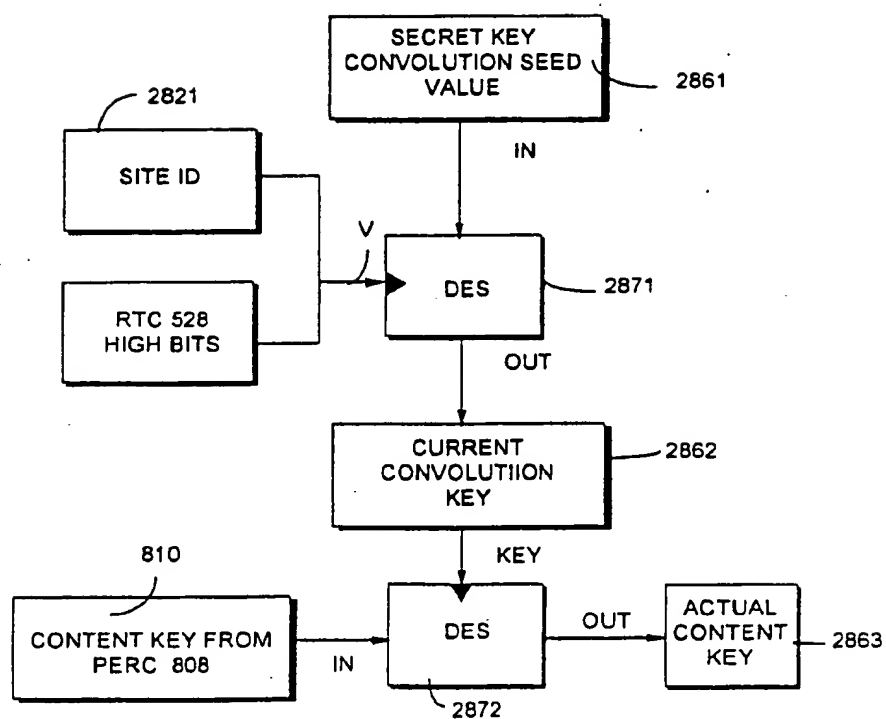 SECRET KEY
CONVOLUTION SEED
VALUE
2861
2821
SITE ID
IN
V
DES
2871
RTC 528
HIGH BITS
OUT
CURRENT
CONVOLUTIION
KEY
2862
KEY
810
CONTENT KEY FROM
PERC 808
IN
DES
OUT
ACTUAL
CONTENT
KEY
2863
2872